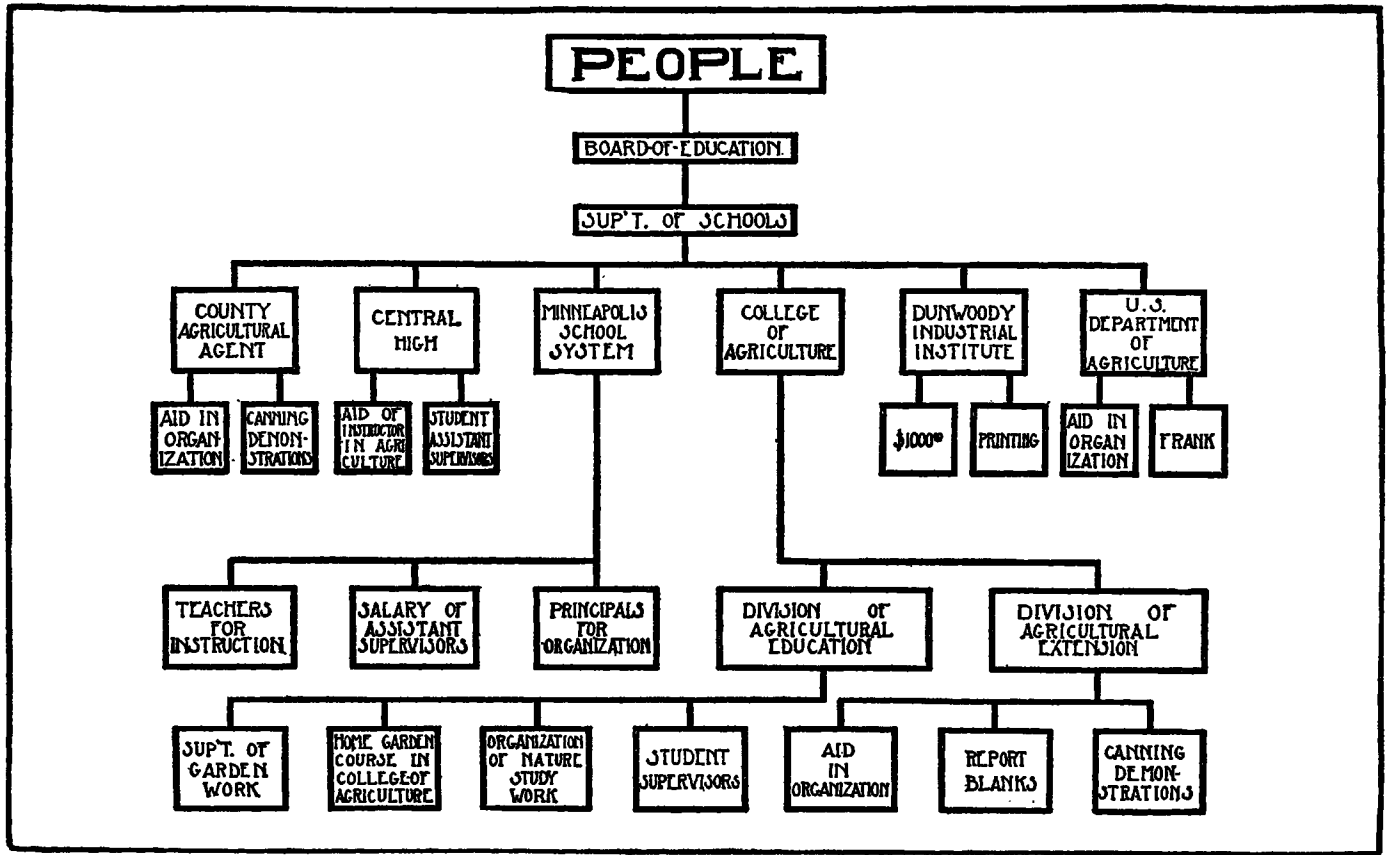 PEOPLE
BOARD-OF-EDUCATION.
SUP'T. OF SCHOOLS
COUNTY
AGRICULTURAL
AGENT
CENTRAL
HIGH
MINNEAPOLIS
SCHOOL
SYSTEM
COLLEGE
OF
AGRICULTURE
DUNWOODY
INDUSTRIAL
INSTITUTE
U.S.
DEPARTMENT
OF
AGRICULTURE
AID IN
ORGAN-
IZATION
CANNING
DEMON-
STRATIONS
AID OF
INSTRUCTOR
IN AGRI
CULTURE
STUDENT
ASSISTANT
SUPERVISORS
$1000⁰⁰
PRINTING
AID IN
ORGAN
IZATION
FRANK
TEACHERS
FOR
INSTRUCTION
SALARY OF
ASSISTANT
SUPERVISORS
PRINCIPALS
FOR
ORGANIZATION
DIVISION OF
AGRICULTURAL
EDUCATION
DIVISION OF
AGRICULTURAL
EXTENSION
SUP'T. OF
GARDEN
WORK
HOME GARDEN
COURSE IN
COLLEGE-OF
AGRICULTURE
ORGANIZATION
OF NATURE
STUDY
WORK
STUDENT
SUPERVISORS
AID
IN
ORGANIZATION
REPORT
BLANKS
CANNING
DEMON-
STRATIONS